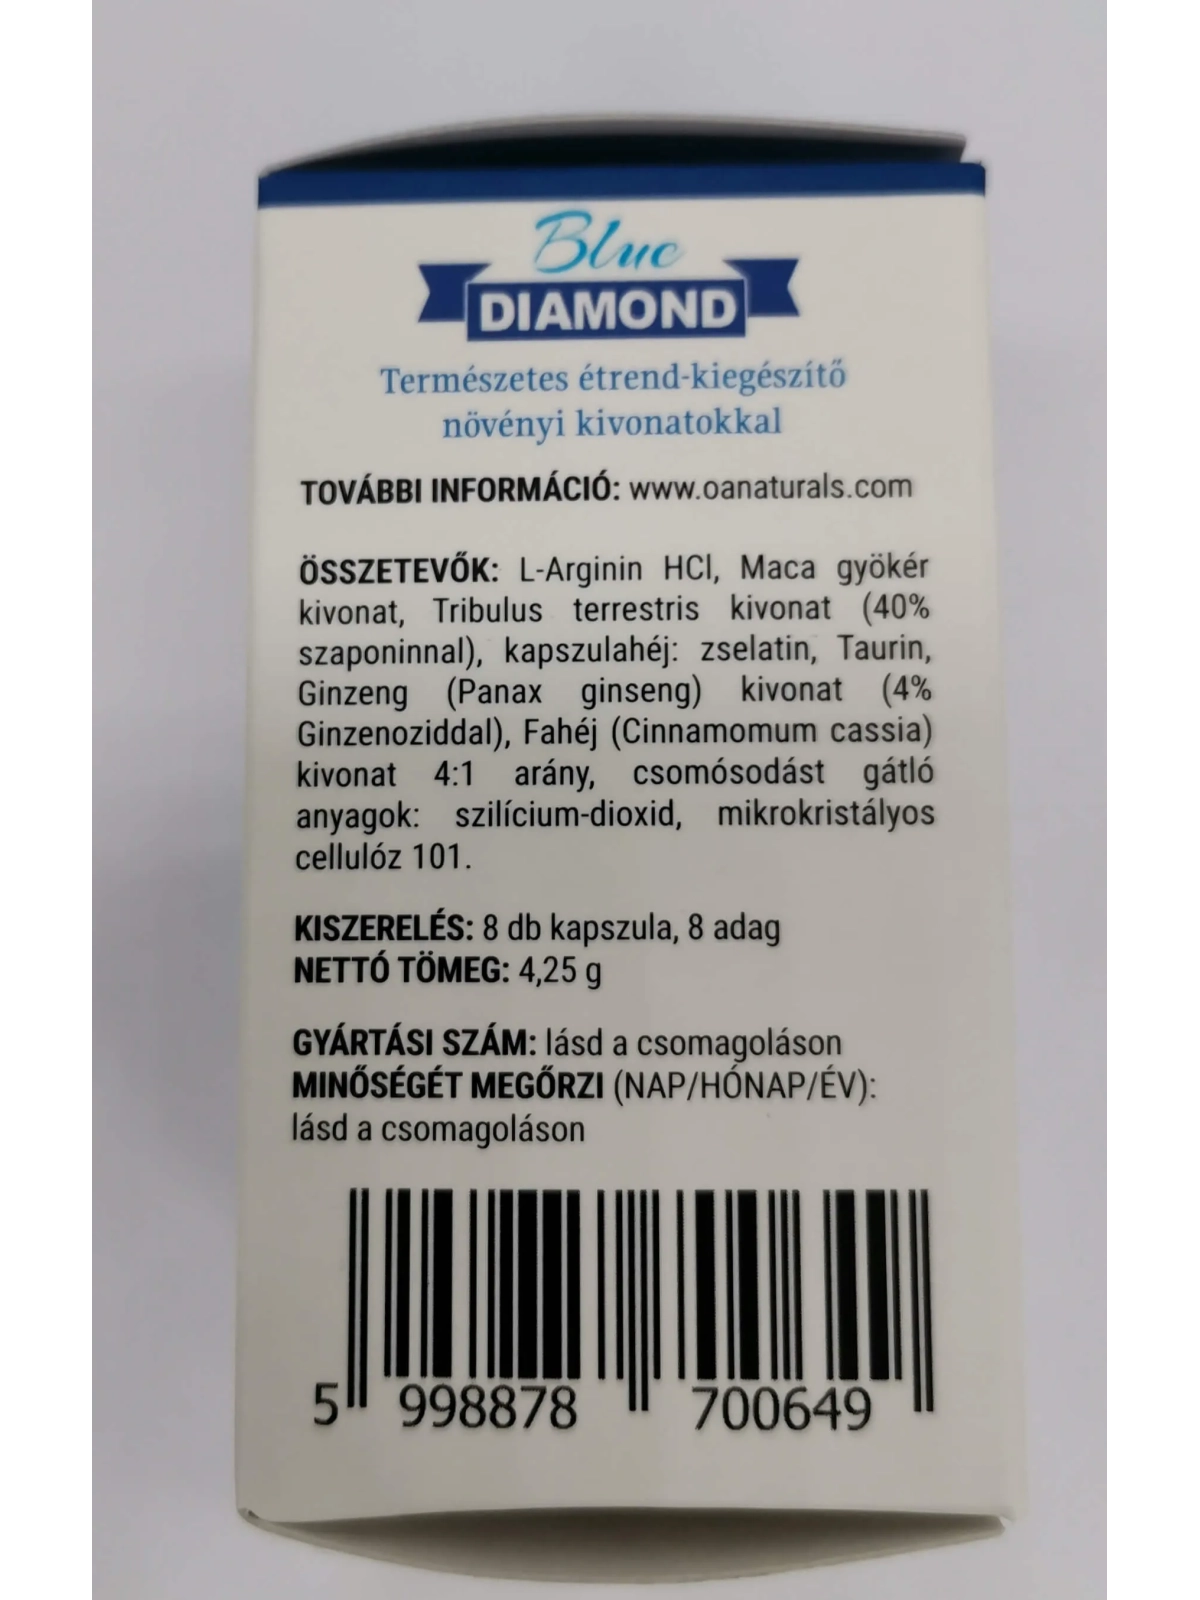 Blue
DIAMOND
Természetes étrend-kiegészítő
növényi kivonatokkal
TOVÁBBI INFORMÁCIÓ: www.oanaturals.com
ÖSSZETEVŐK: L-Arginin HCl, Maca gyökér
kivonat, Tribulus terrestris kivonat (40%
szaponinnal), kapszulahéj: zselatin, Taurin,
Ginzeng (Panax ginseng) kivonat (4%
Ginzenoziddal), Fahéj (Cinnamomum cassia)
kivonat 4:1 arány, csomósodást gátló
anyagok: szilícium-dioxid, mikrokristályos
cellulóz 101.
KISZERELÉS: 8 db kapszula, 8 adag
NETTÓ TÖMEG: 4,25 g
GYÁRTÁSI SZÁM: lásd a csomagoláson
MINŐSÉGÉT MEGŐRZI (NAP/HÓNAP/ÉV):
lásd a csomagoláson
5 998878 700649